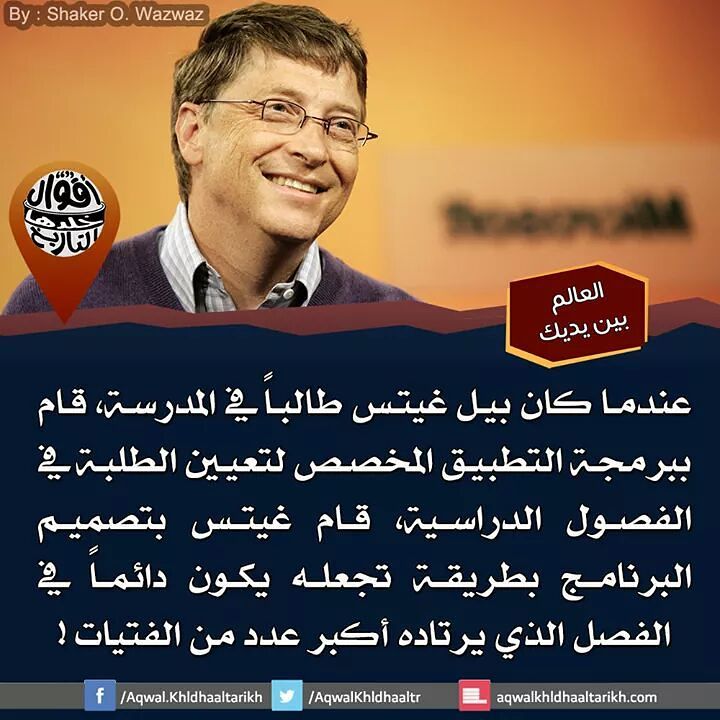 By : Shaker O. Wazwaz
أقوال
خلدها
التاريخ
Microsoft
العالم
بين يديك
عندما كان بيل غيتس طالباً في المدرسة، قام
ببرمجة التطبيق المخصص لتعيين الطلبة في
الفصول الدراسية، قام غيتس بتصميم
البرنامج بطريقة تجعله يكون دائماً في
الفصل الذي يرتاده أكبر عدد من الفتيات !
/Aqwal.Khldhaaltarikh
/AqwalKhldhaaltr
aqwalkhldhaaltarikh.com